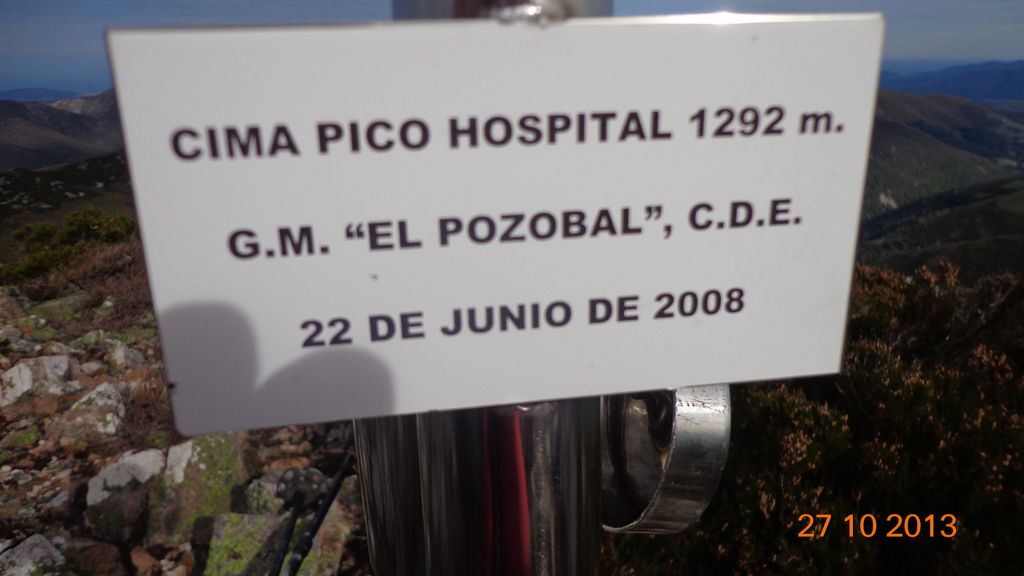 CIMA PICO HOSPITAL 1292 m.
G.M. “EL POZOBAL”, C.D.E.
22 DE JUNIO DE 2008
27 10 2013